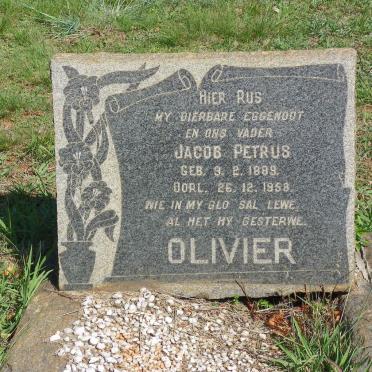 HIER RUS
MY DIERBARE EGGENOOT
EN ONS VADER
JACOB PETRUS
GEB. 9. 2. 1889.
OORL. 26. 12. 1958.
WIE IN MY GLO SAL LEWE,
AL HET HY GESTERWE.
OLIVIER